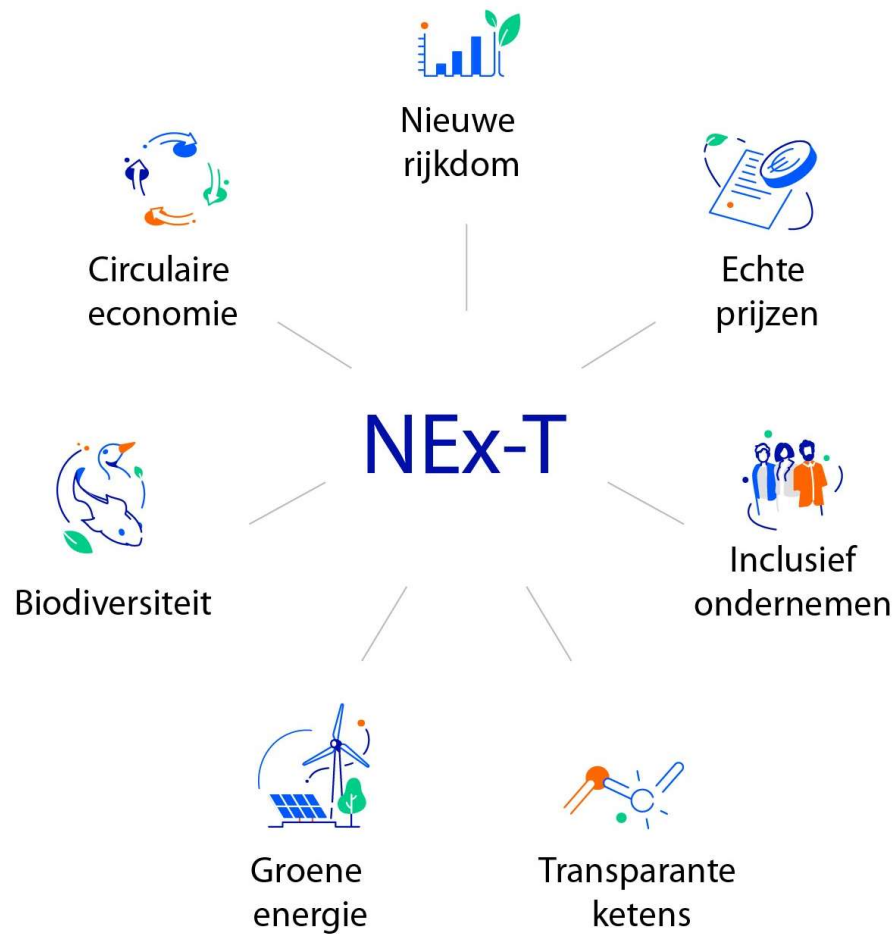 Nieuwe
rijkdom
Circulaire
economie
Echte
prijzen
NEx-T
Biodiversiteit
Inclusief
ondernemen
Groene
energie
Transparante
ketens